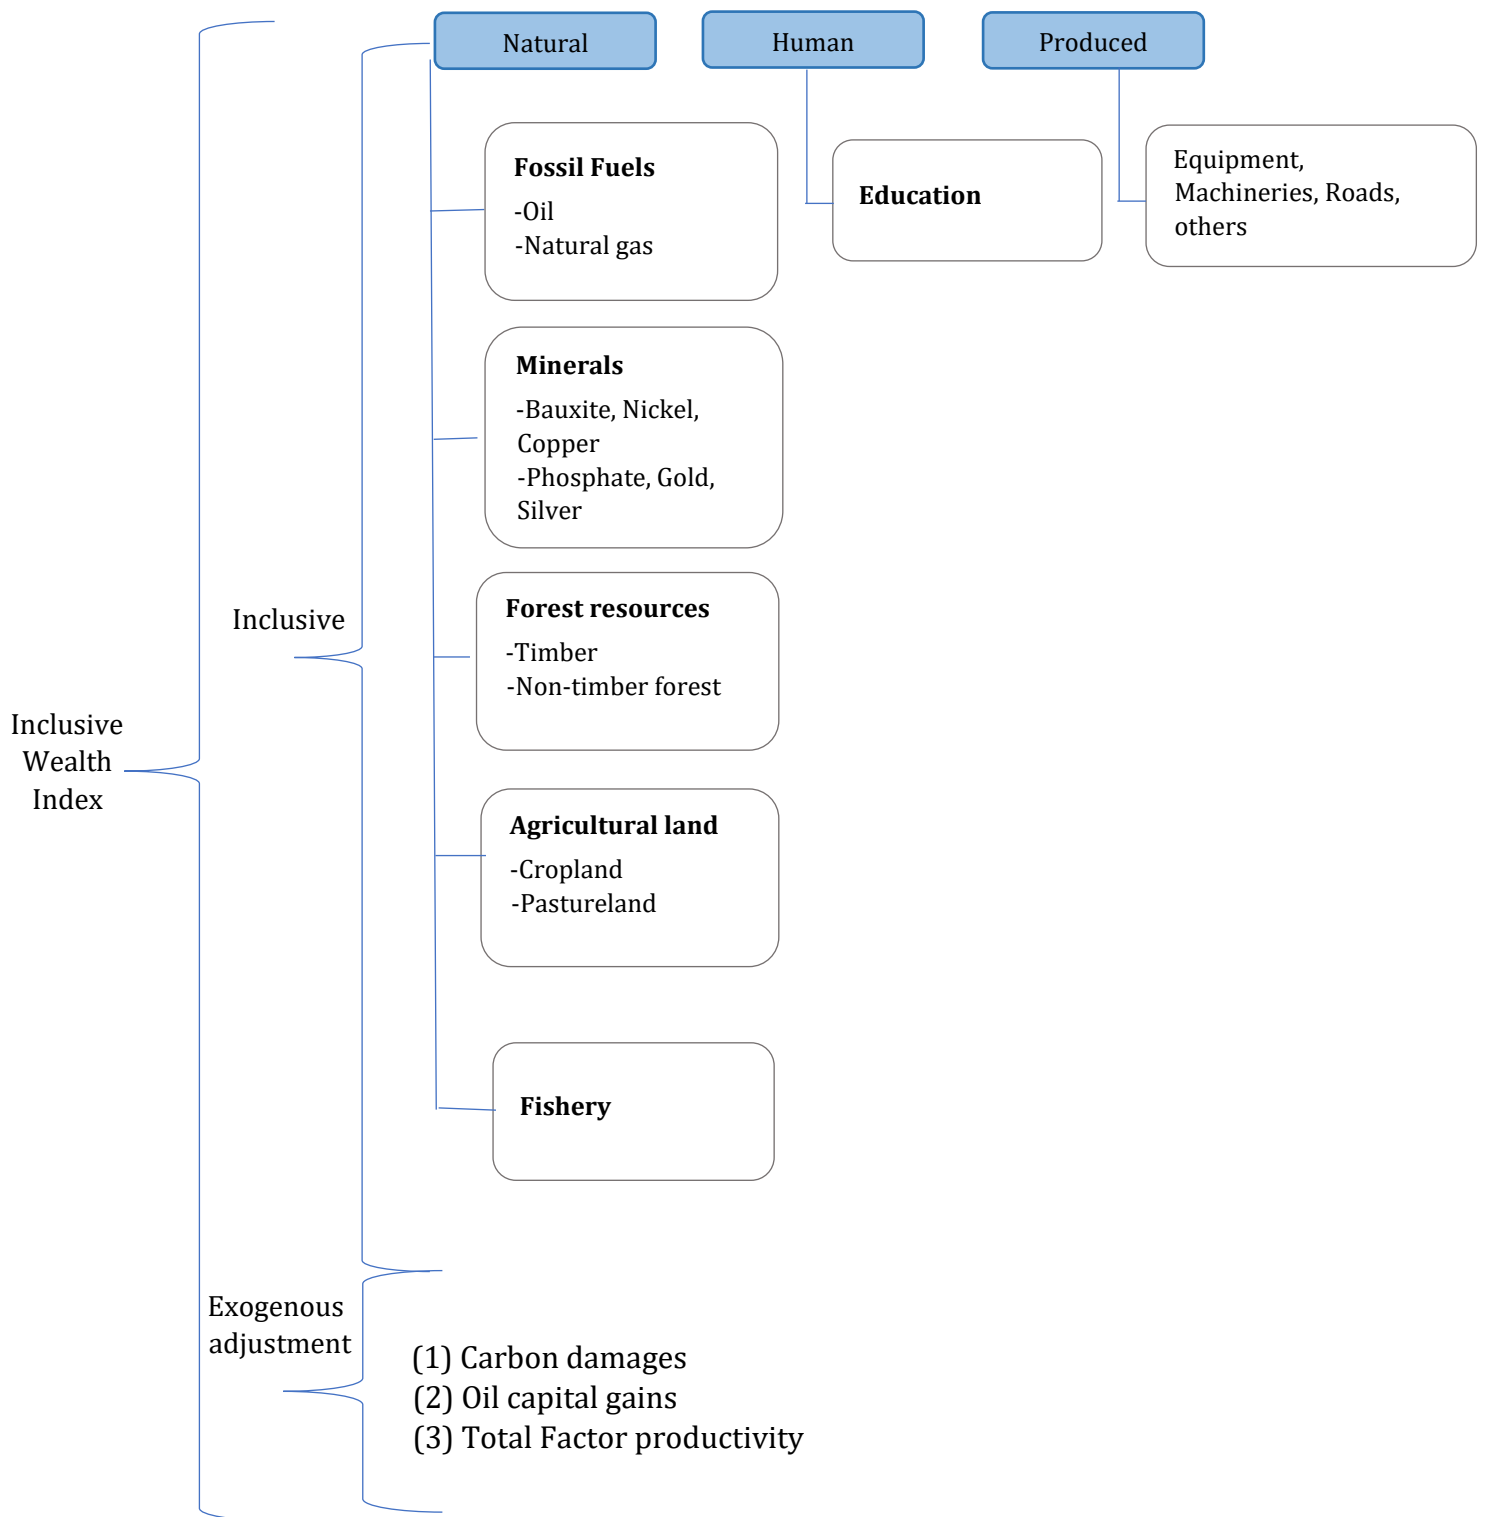 Natural
Human
Produced
Fossil Fuels
-Oil
-Natural gas
Education
Equipment,
Machineries, Roads,
others
Minerals
-Bauxite, Nickel,
Copper
-Phosphate, Gold,
Silver
Forest resources
-Timber
-Non-timber forest
Inclusive
Inclusive
Wealth
Index
Agricultural land
-Cropland
-Pastureland
Fishery
Exogenous
adjustment
(1) Carbon damages
(2) Oil capital gains
(3) Total Factor productivity